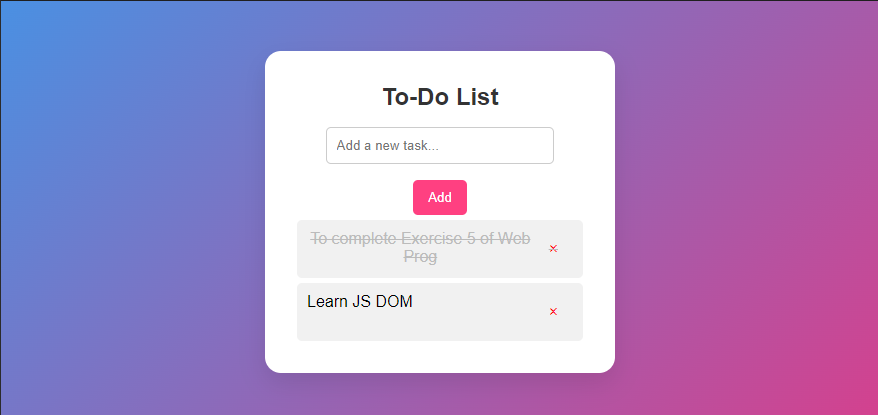 To-Do List
Add a new task...
Add
To complete Exercise 5 of Web
Prog
×
Learn JS DOM
×